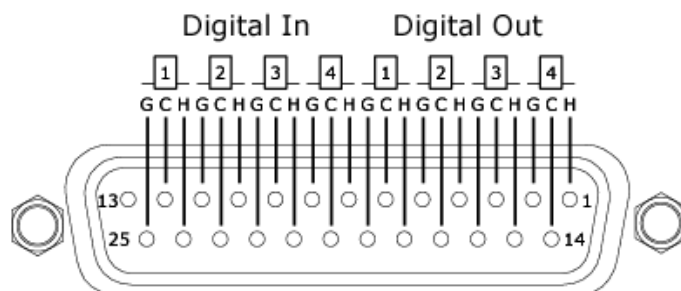 Digital In Digital Out
1 2 3 4 1 2 3 4
G C H G C H G C H G C H G C H G C H G C H G C H
13 1
25 14